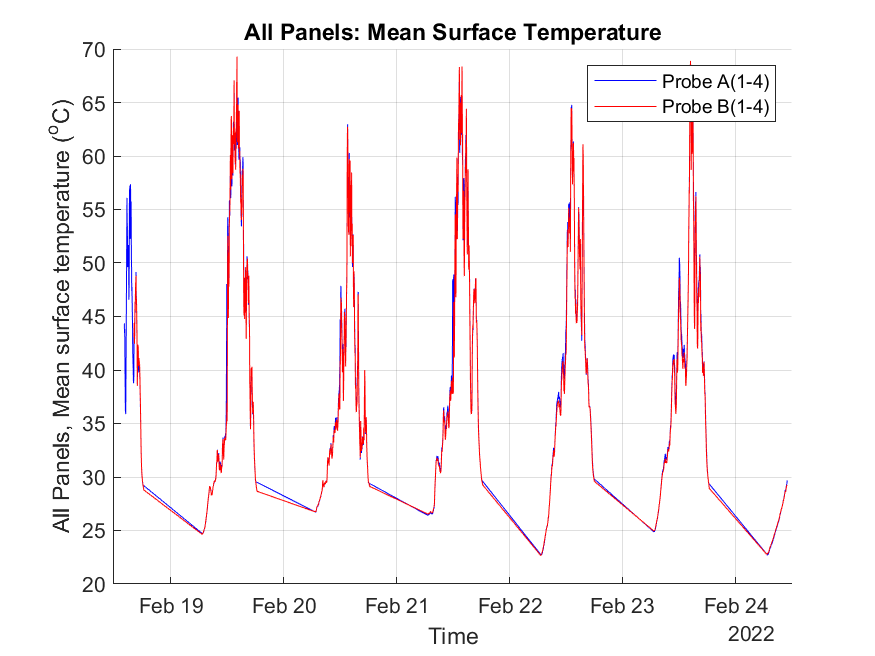 All Panels: Mean Surface Temperature
Probe A(1-4)
Probe B(1-4)
All Panels, Mean surface temperature (°C)
70
65
60
55
50
45
40
35
30
25
20
Feb 19 Feb 20 Feb 21 Feb 22 Feb 23 Feb 24
2022
Time